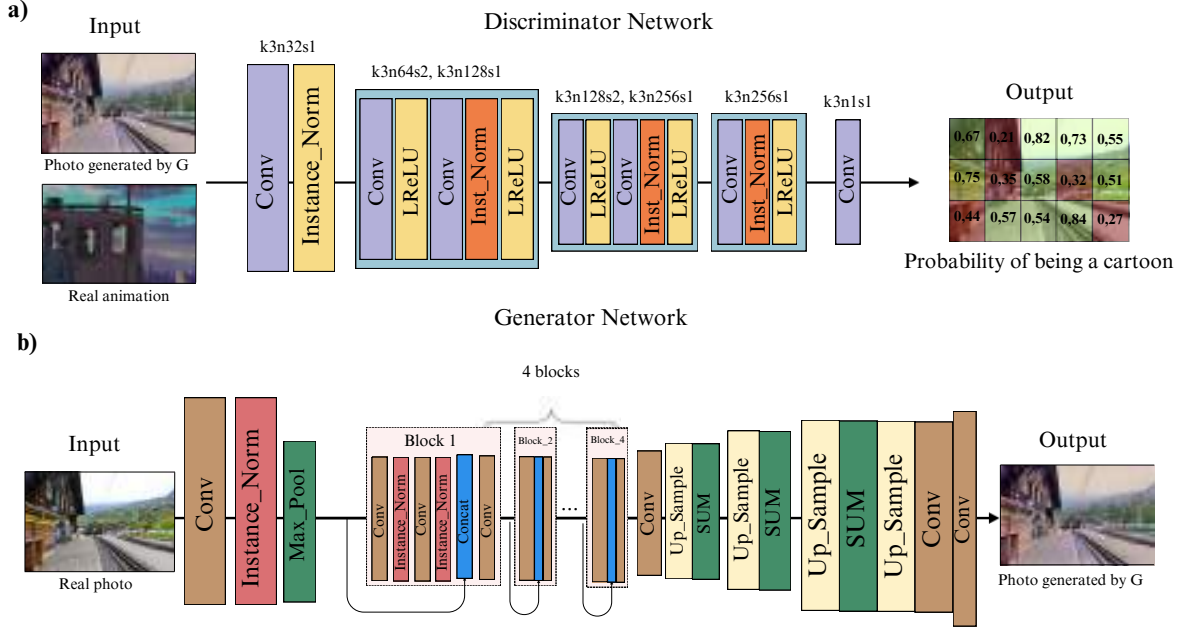 a)
Discriminator Network
Input
Photo generated by G
Real animation
k3n32s1
Conv
Instance_Norm
k3n64s2, k3n128s1
Conv
LReLU
Conv
Inst_Norm
LReLU
k3n128s2, k3n256s1
Conv
LReLU
Conv
Inst_Norm
LReLU
k3n256s1
Conv
Inst_Norm
LReLU
k3n1s1
Conv
Output
0,67 0,21 0,82 0,73 0,55
0,75 0,35 0,58 0,32 0,51
0,44 0,57 0,54 0,84 0,27
Probability of being a cartoon
Generator Network
b)
Input
Real photo
Conv
Instance_Norm
Max_Pool
4 blocks
Block 1
Conv
Instance_Norm
Conv
Instance_Norm
Concat
Conv
Block_2
...
Block_4
Conv
Up_Sample
SUM
Up_Sample
SUM
Up_Sample
SUM
Up_Sample
Conv
Conv
Output
Photo generated by G